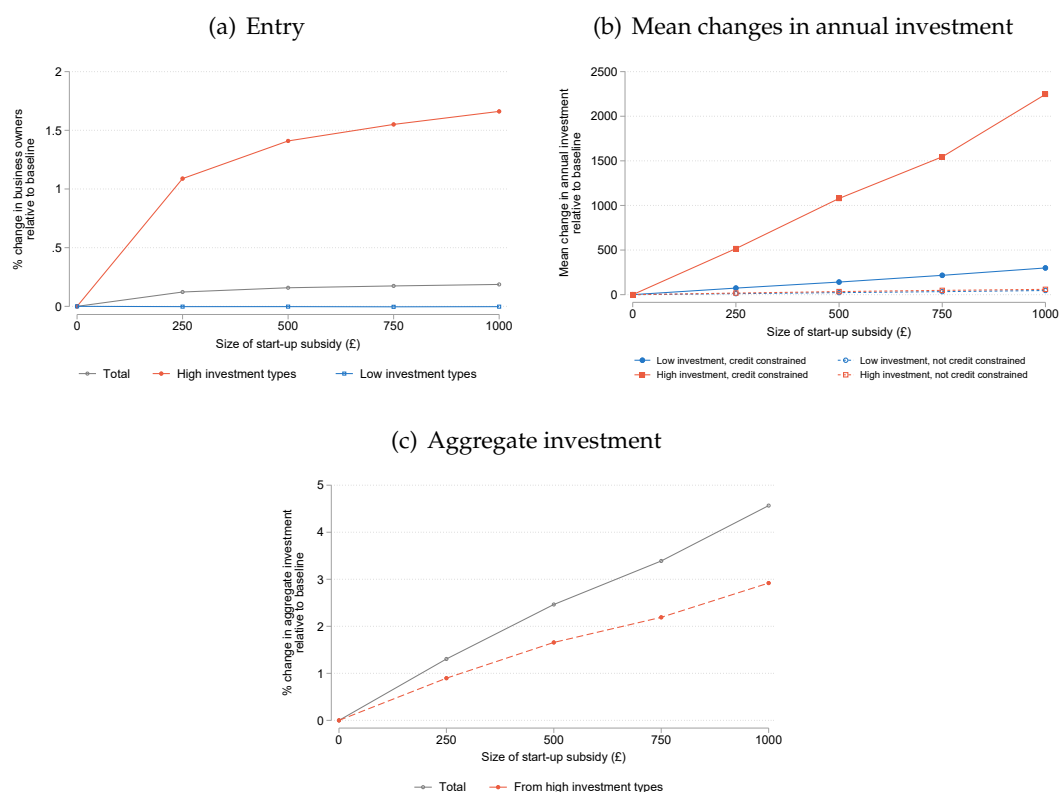 (a) Entry
% change in business owners
relative to baseline
2
1.5
1
.5
0
0 250 500 750 1000
Size of start-up subsidy (£)
Total High investment types Low investment types
(b) Mean changes in annual investment
Mean change in annual investment
relative to baseline
2500
2000
1500
1000
500
0
0 250 500 750 1000
Size of start-up subsidy (£)
Low investment, credit constrained Low investment, not credit constrained
High investment, credit constrained High investment, not credit constrained
(c) Aggregate investment
% change in aggregate investment
relative to baseline
5
4
3
2
1
0
0 250 500 750 1000
Size of start-up subsidy (£)
Total From high investment types